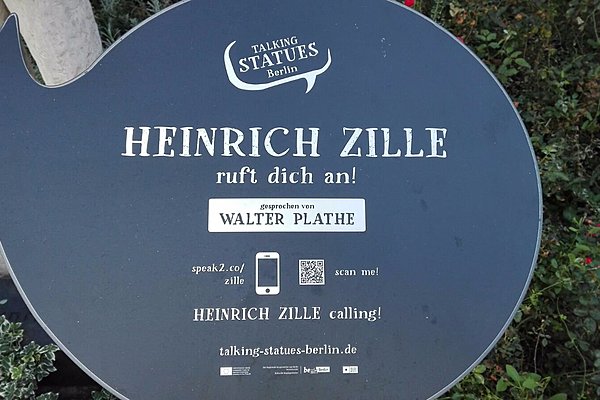 TALKING
STATUES
Berlin
HEINRICH ZILLE
ruft dich an!
gesprochen von
WALTER PLATHE
speak2.co/
zille
scan me!
HEINRICH ZILLE calling!
talking-statues-berlin.de